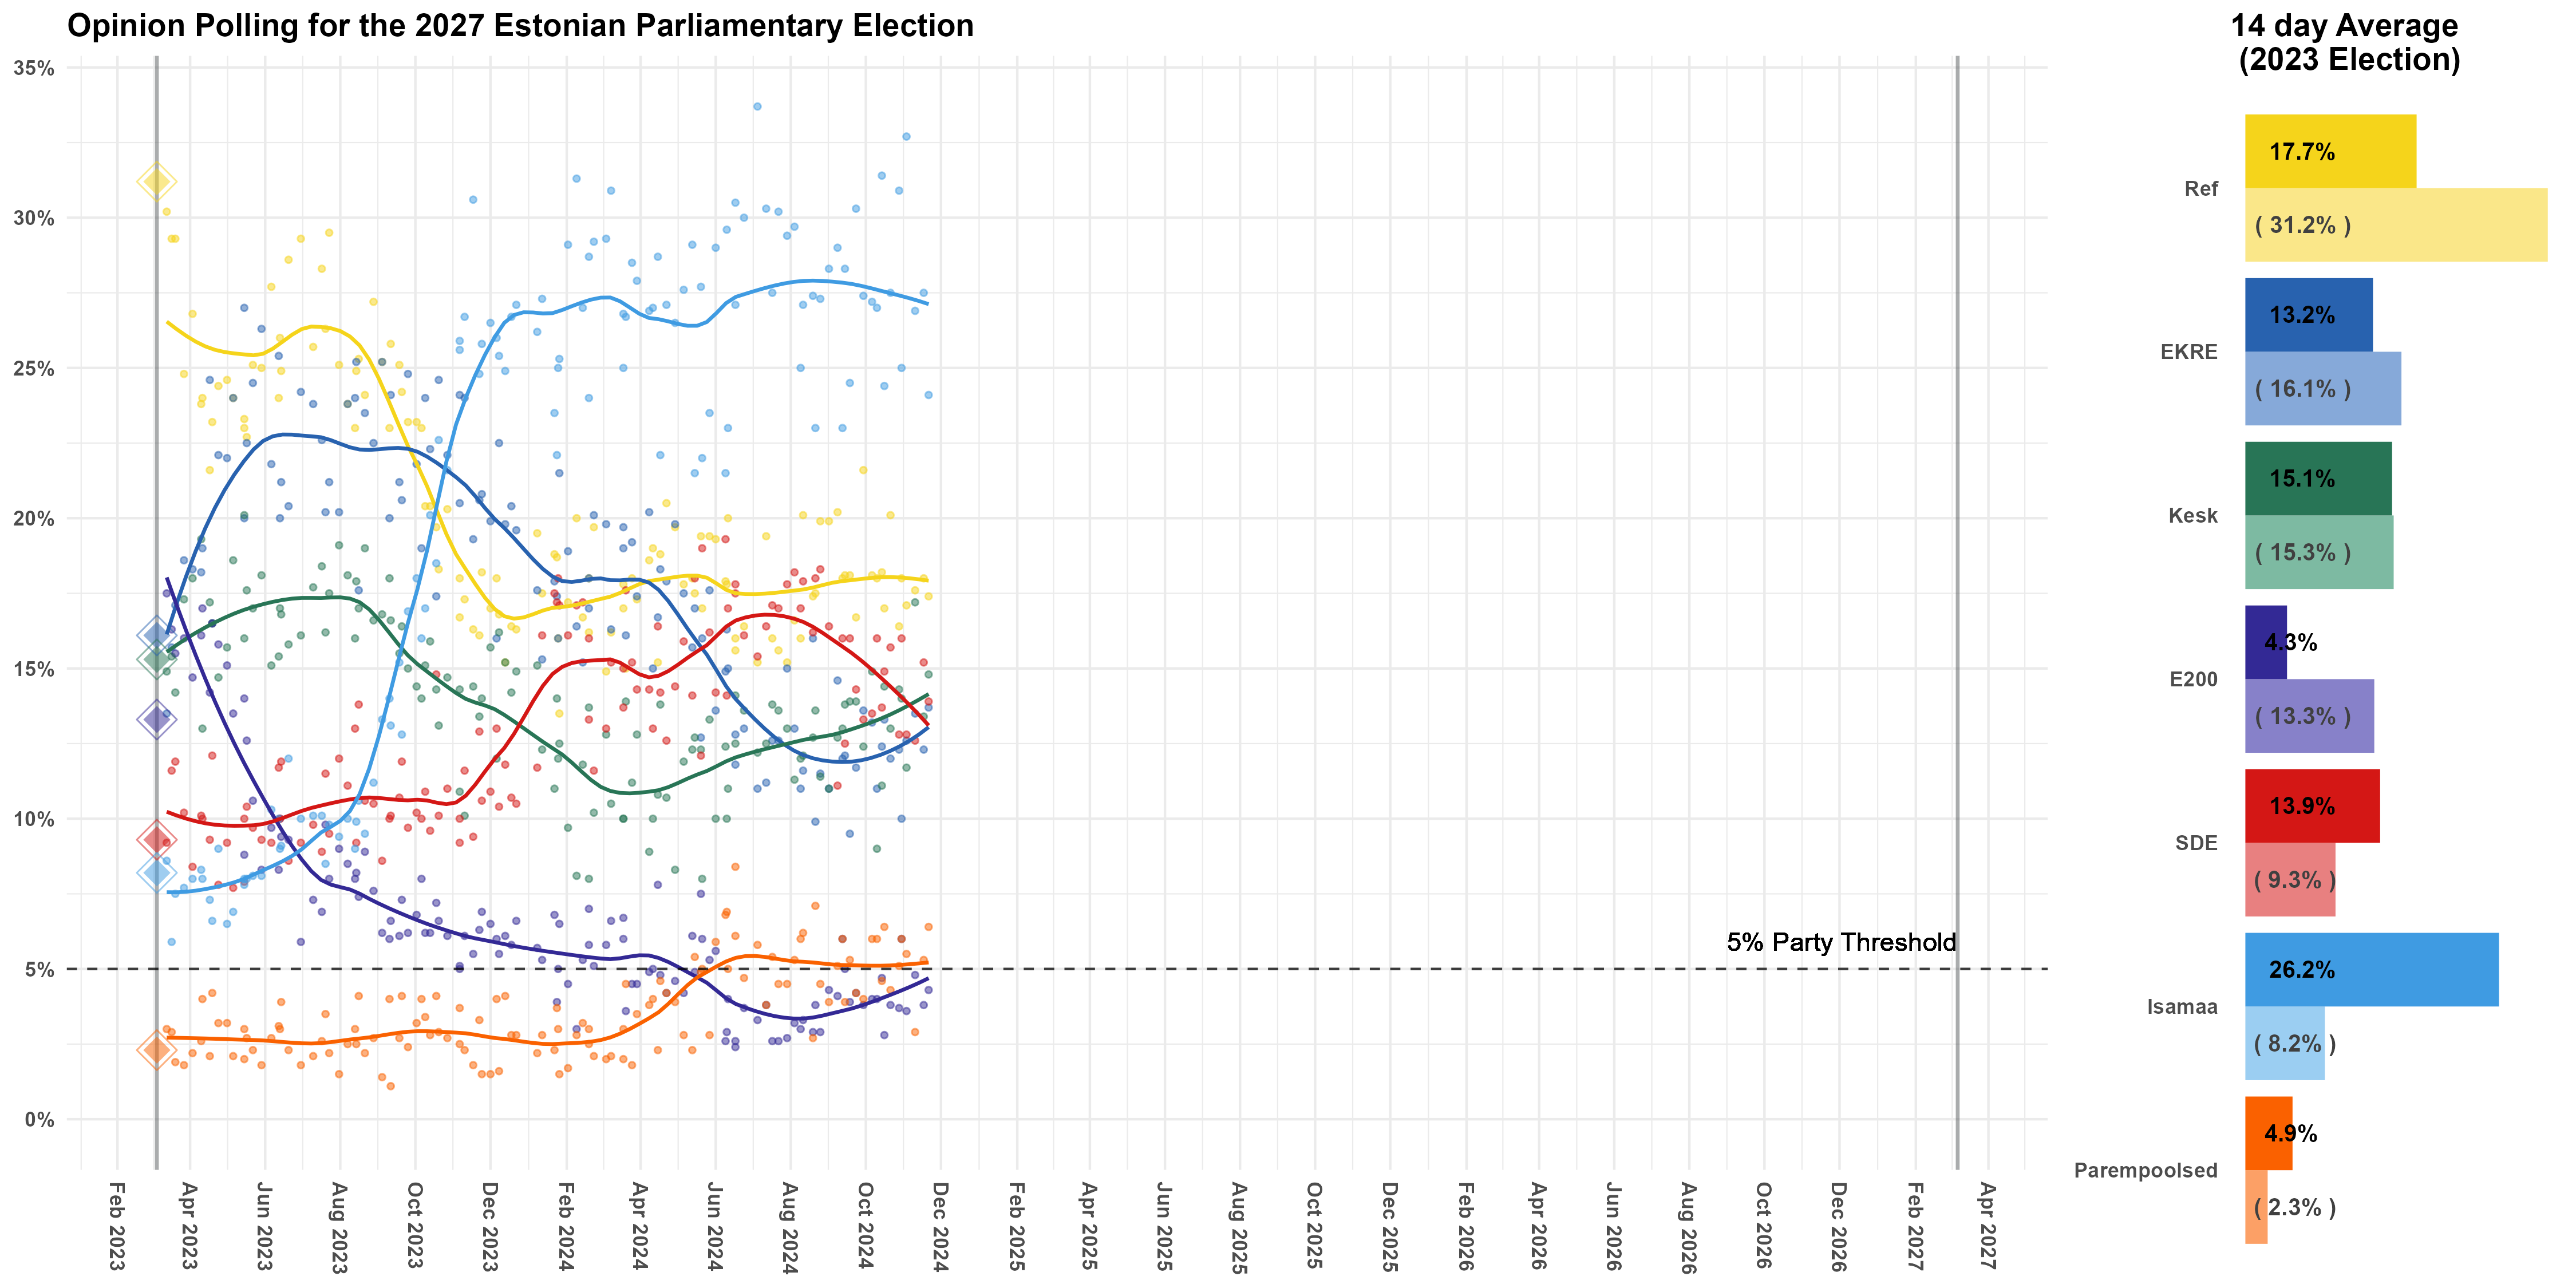 Opinion Polling for the 2027 Estonian Parliamentary Election
35%
30%
25%
20%
15%
10%
5%
0%
5% Party Threshold
Feb 2023
Apr 2023
Jun 2023
Aug 2023
Oct 2023
Dec 2023
Feb 2024
Apr 2024
Jun 2024
Aug 2024
Oct 2024
Dec 2024
Feb 2025
Apr 2025
Jun 2025
Aug 2025
Oct 2025
Dec 2025
Feb 2026
Apr 2026
Jun 2026
Aug 2026
Oct 2026
Dec 2026
Feb 2027
Apr 2027
14 day Average
(2023 Election)
Ref
17.7%
( 31.2% )
EKRE
13.2%
( 16.1% )
Kesk
15.1%
( 15.3% )
E200
4.3%
( 13.3% )
SDE
13.9%
( 9.3% )
Isamaa
26.2%
( 8.2% )
Parempoolsed
4.9%
( 2.3% )